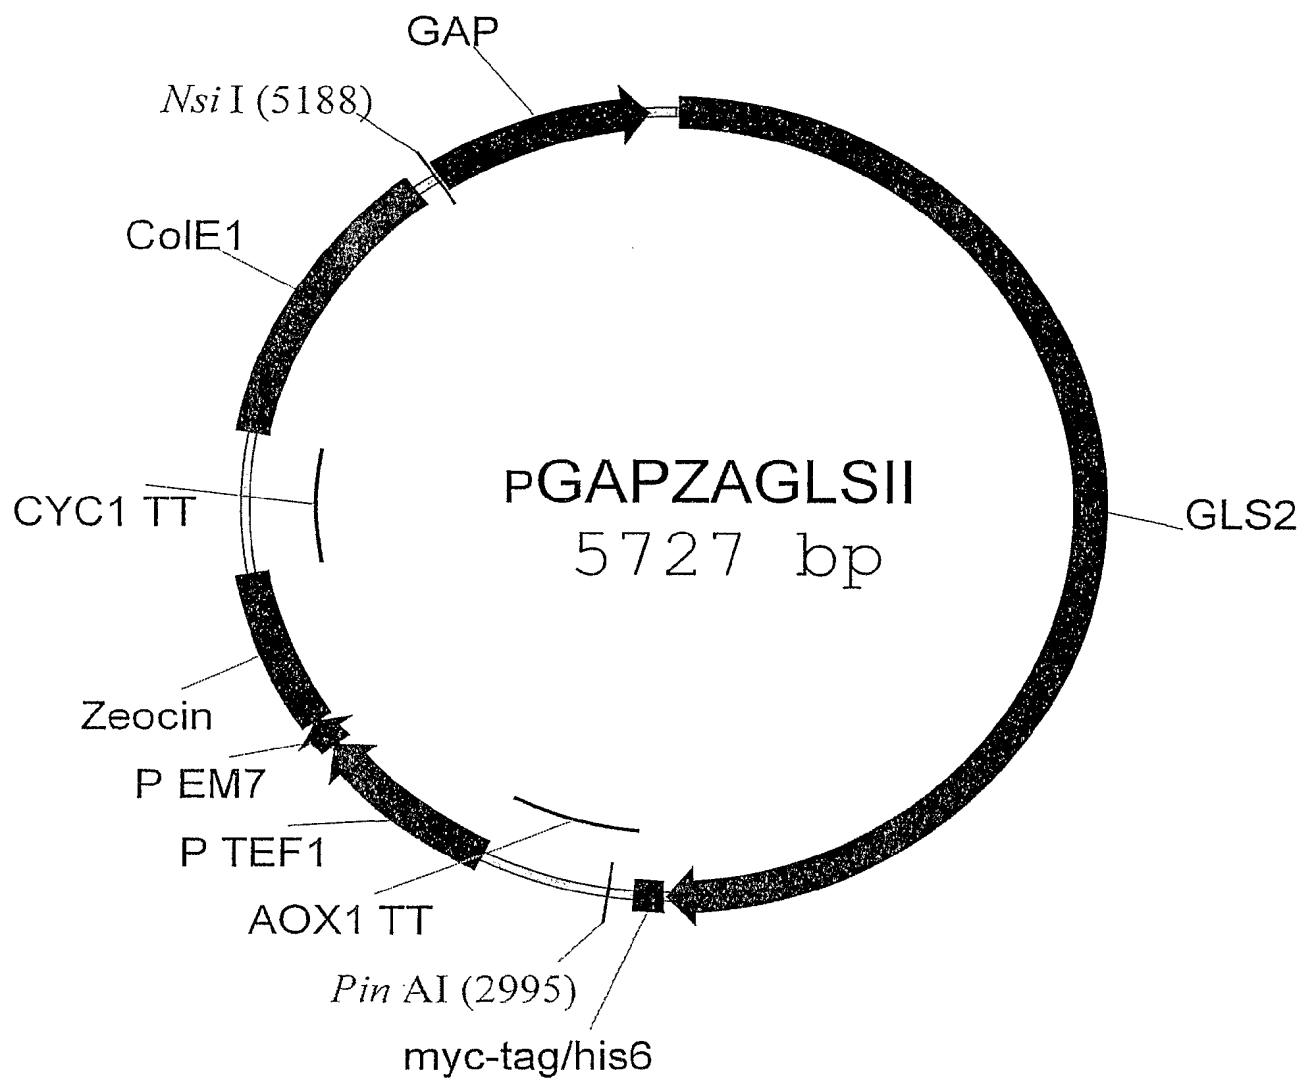 GAP
Nsi I (5188)
ColE1
CYC1 TT
pGAPZAGLSII
5727 bp
GLS2
Zeocin
P EM7
P TEF1
AOX1 TT
Pin AI (2995)
myc-tag/his6